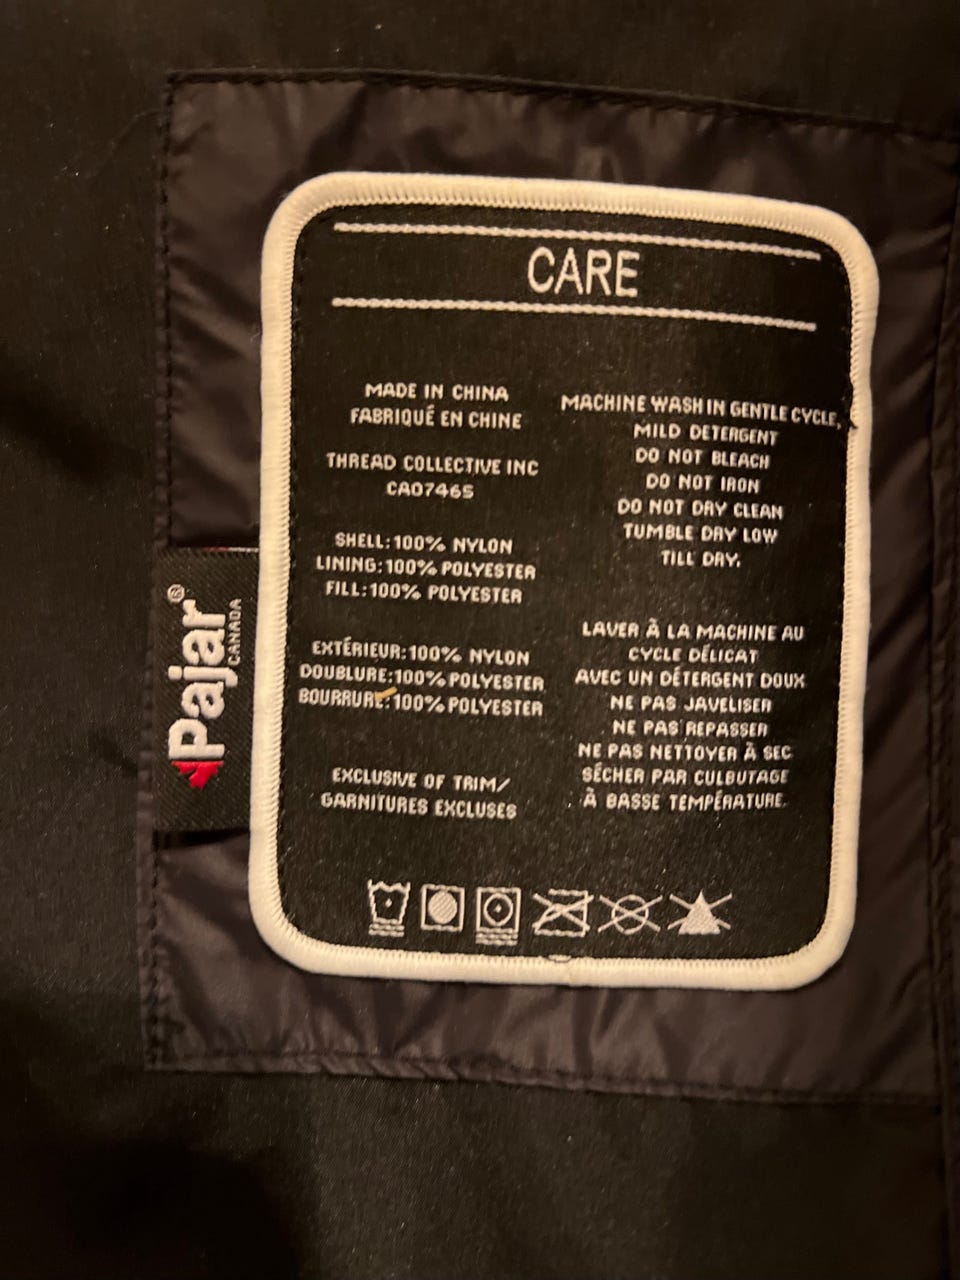 CARE
MADE IN CHINA
FABRIQUÉ EN CHINE
THREAD COLLECTIVE INC
CA07465
SHELL:100% NYLON
LINING:100% POLYESTER
FILL:100% POLYESTER
EXTÉRIEUR:100% NYLON
DOUBLURE:100% POLYESTER
BOURRURE:100% POLYESTER
EXCLUSIVE OF TRIM/
GARNITURES EXCLUSES
MACHINE WASH IN GENTLE CYCLE,
MILD DETERGENT
DO NOT BLEACH
DO NOT IRON
DO NOT DRY CLEAN
TUMBLE DRY LOW
TILL DRY.
LAVER À LA MACHINE AU
CYCLE DÉLICAT
AVEC UN DÉTERGENT DOUX
NE PAS JAVELISER
NE PAS REPASSER
NE PAS NETTOYER À SEC
SÉCHER PAR CULBUTAGE
À BASSE TEMPÉRATURE.
Pajar®
CANADA